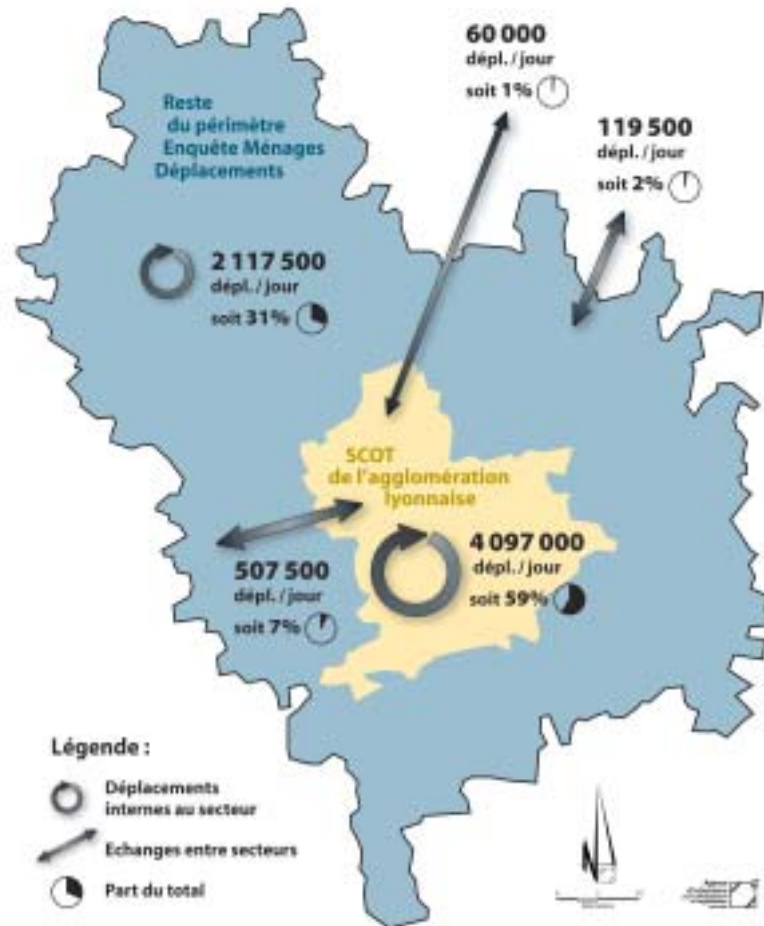 60 000
dépl. / jour
soit 1%
119 500
dépl. / jour
soit 2%
Reste
du périmètre
Enquête Ménages
Déplacements
2 117 500
dépl. / jour
soit 31%
SCOT
de l'agglomération
lyonnaise
507 500
dépl. / jour
soit 7%
4 097 000
dépl. / jour
soit 59%
Légende :
Déplacements
internes au secteur
Echanges entre secteurs
Part du total
N